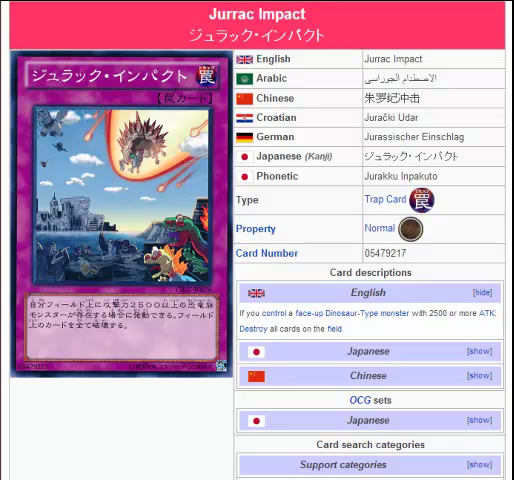 Jurrac Impact
ジュラック・インパクト
ジュラック・インパクト 罠
【罠カード】
自分フィールド上に攻撃力2500以上の恐竜族
モンスターが存在する場合に発動できる。フィールド
上のカードを全て破壊する。
05479217
English Jurrac Impact
Arabic الاصطدام الجوراسي
Chinese 朱罗纪冲击
Croatian Jurački Udar
German Jurassischer Einschlag
Japanese (Kanji) ジュラック・インパクト
Phonetic Jurakku Inpakuto
Type Trap Card 罠
Property Normal
Card Number 05479217
Card descriptions
English [hide]
If you control a face-up Dinosaur-Type monster with 2500 or more ATK:
Destroy all cards on the field.
Japanese [show]
Chinese [show]
OCG sets
Japanese [show]
Card search categories
Support categories [show]